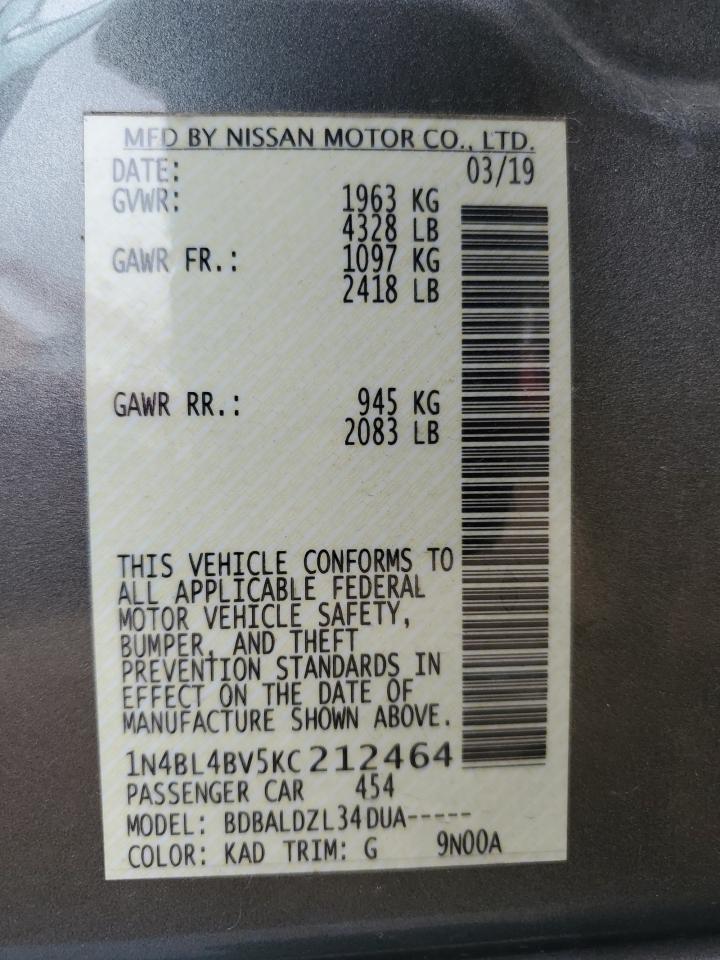 MFD BY NISSAN MOTOR CO., LTD.
DATE: 03/19
GVWR: 1963 KG
4328 LB
GAWR FR.: 1097 KG
2418 LB
GAWR RR.: 945 KG
2083 LB
THIS VEHICLE CONFORMS TO
ALL APPLICABLE FEDERAL
MOTOR VEHICLE SAFETY,
BUMPER, AND THEFT
PREVENTION STANDARDS IN
EFFECT ON THE DATE OF
MANUFACTURE SHOWN ABOVE.
1N4BL4BV5KC212464
PASSENGER CAR 454
MODEL: BDBALDZL34DUA-----
COLOR: KAD TRIM: G 9N00A